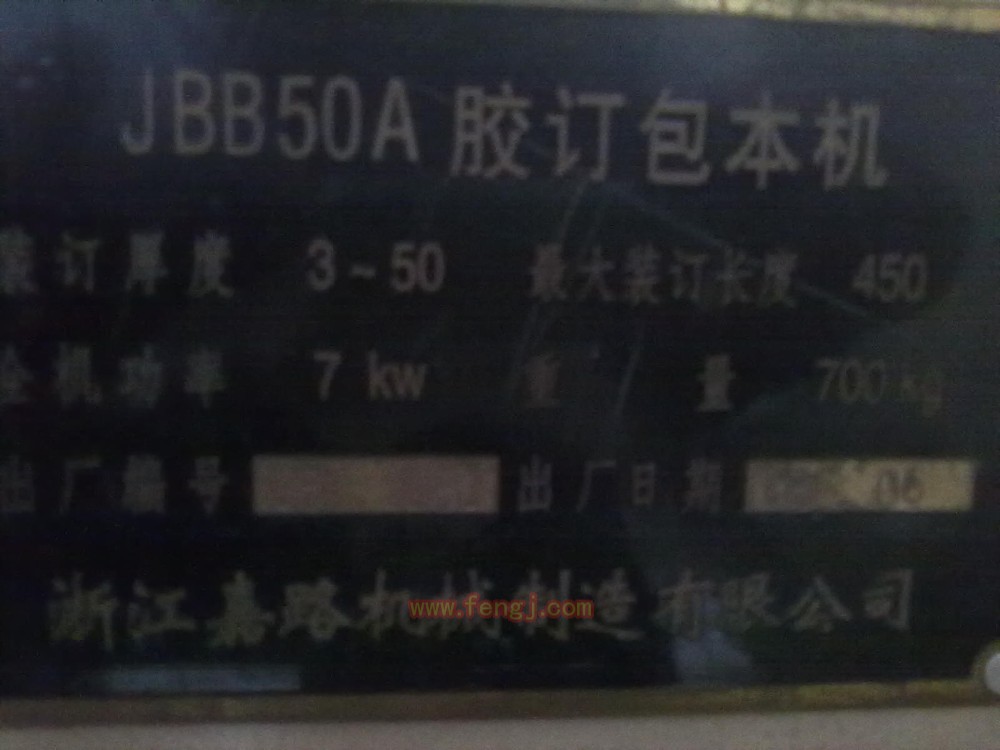 JBB50A 胶订包本机
装订厚度 3~50 最大装订长度 450
全机功率 7 kw 重量 700kg
出厂编号 出厂日期 06
浙江嘉路机械制造有限公司
www.fengj.com